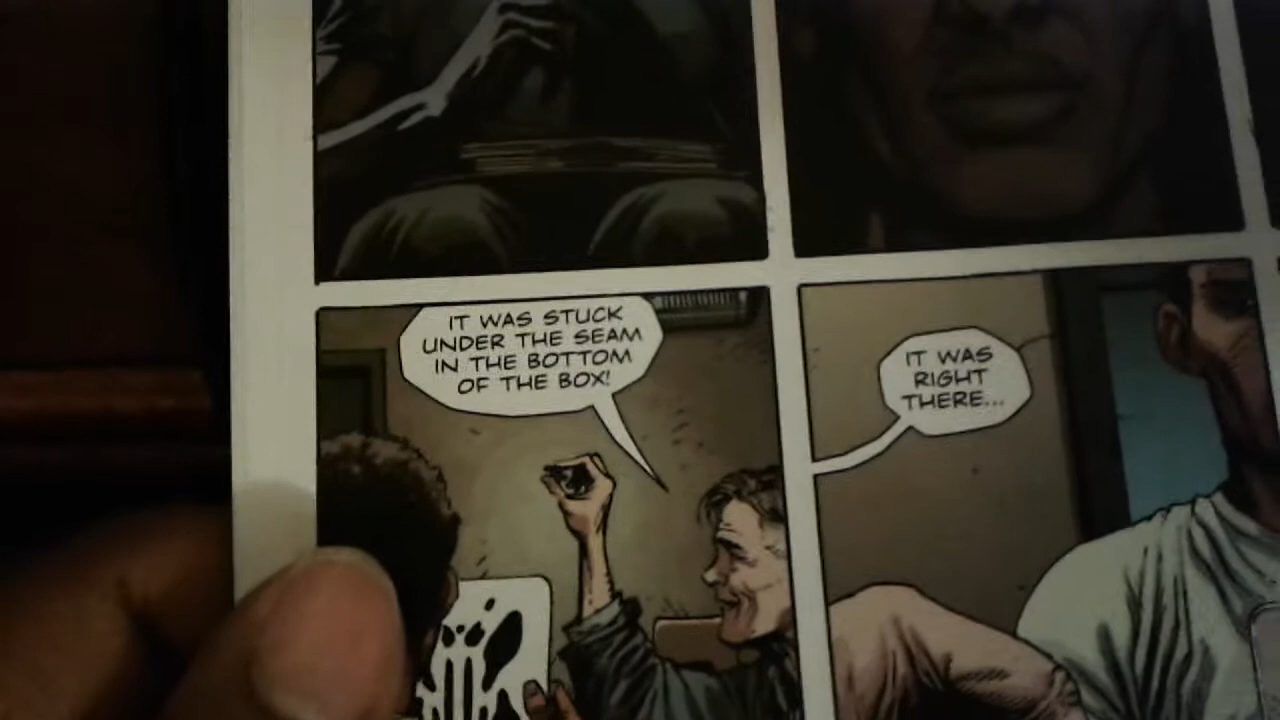 IT WAS STUCK
UNDER THE SEAM
IN THE BOTTOM
OF THE BOX!
IT WAS
RIGHT
THERE...